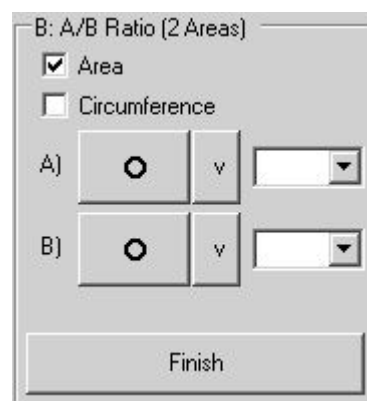 B: A/B Ratio (2 Areas)
Area
Circumference
A) v
B) v
Finish